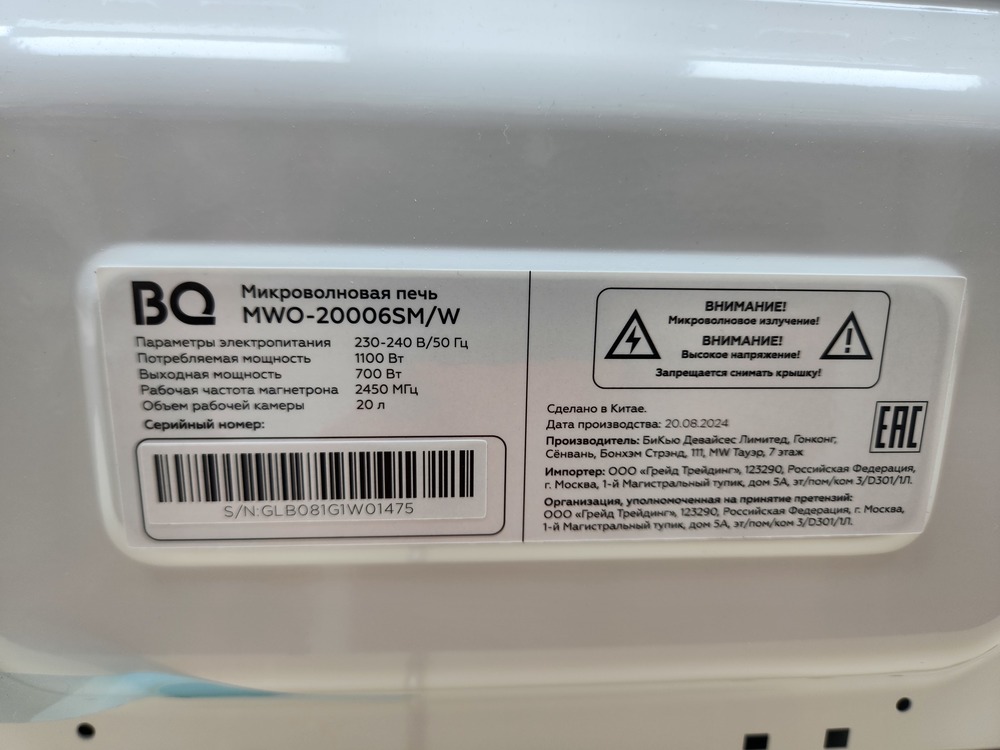 BQ
Микроволновая печь
MWO-20006SM/W
Параметры электропитания 230-240 В/50 Гц
Потребляемая мощность 1100 Вт
Выходная мощность 700 Вт
Рабочая частота магнетрона 2450 МГц
Объем рабочей камеры 20 л
Серийный номер:
S/N:GLB081G1W01475
ВНИМАНИЕ!
Микроволновое излучение!
ВНИМАНИЕ!
Высокое напряжение!
Запрещается снимать крышку!
Сделано в Китае.
Дата производства: 20.08.2024
Производитель: БиКью Девайсес Лимитед, Гонконг,
Сёнвань, Бонхэм Стрэнд, 111, MW Тауэр, 7 этаж
EAC
Импортер: ООО «Грейд Трейдинг», 123290, Российская Федерация,
г. Москва, 1-й Магистральный тупик, дом 5А, эт/пом/ком 3/D301/1Л.
Организация, уполномоченная на принятие претензий:
ООО «Грейд Трейдинг», 123290, Российская Федерация, г. Москва,
1-й Магистральный тупик, дом 5А, эт/пом/ком 3/D301/1Л.